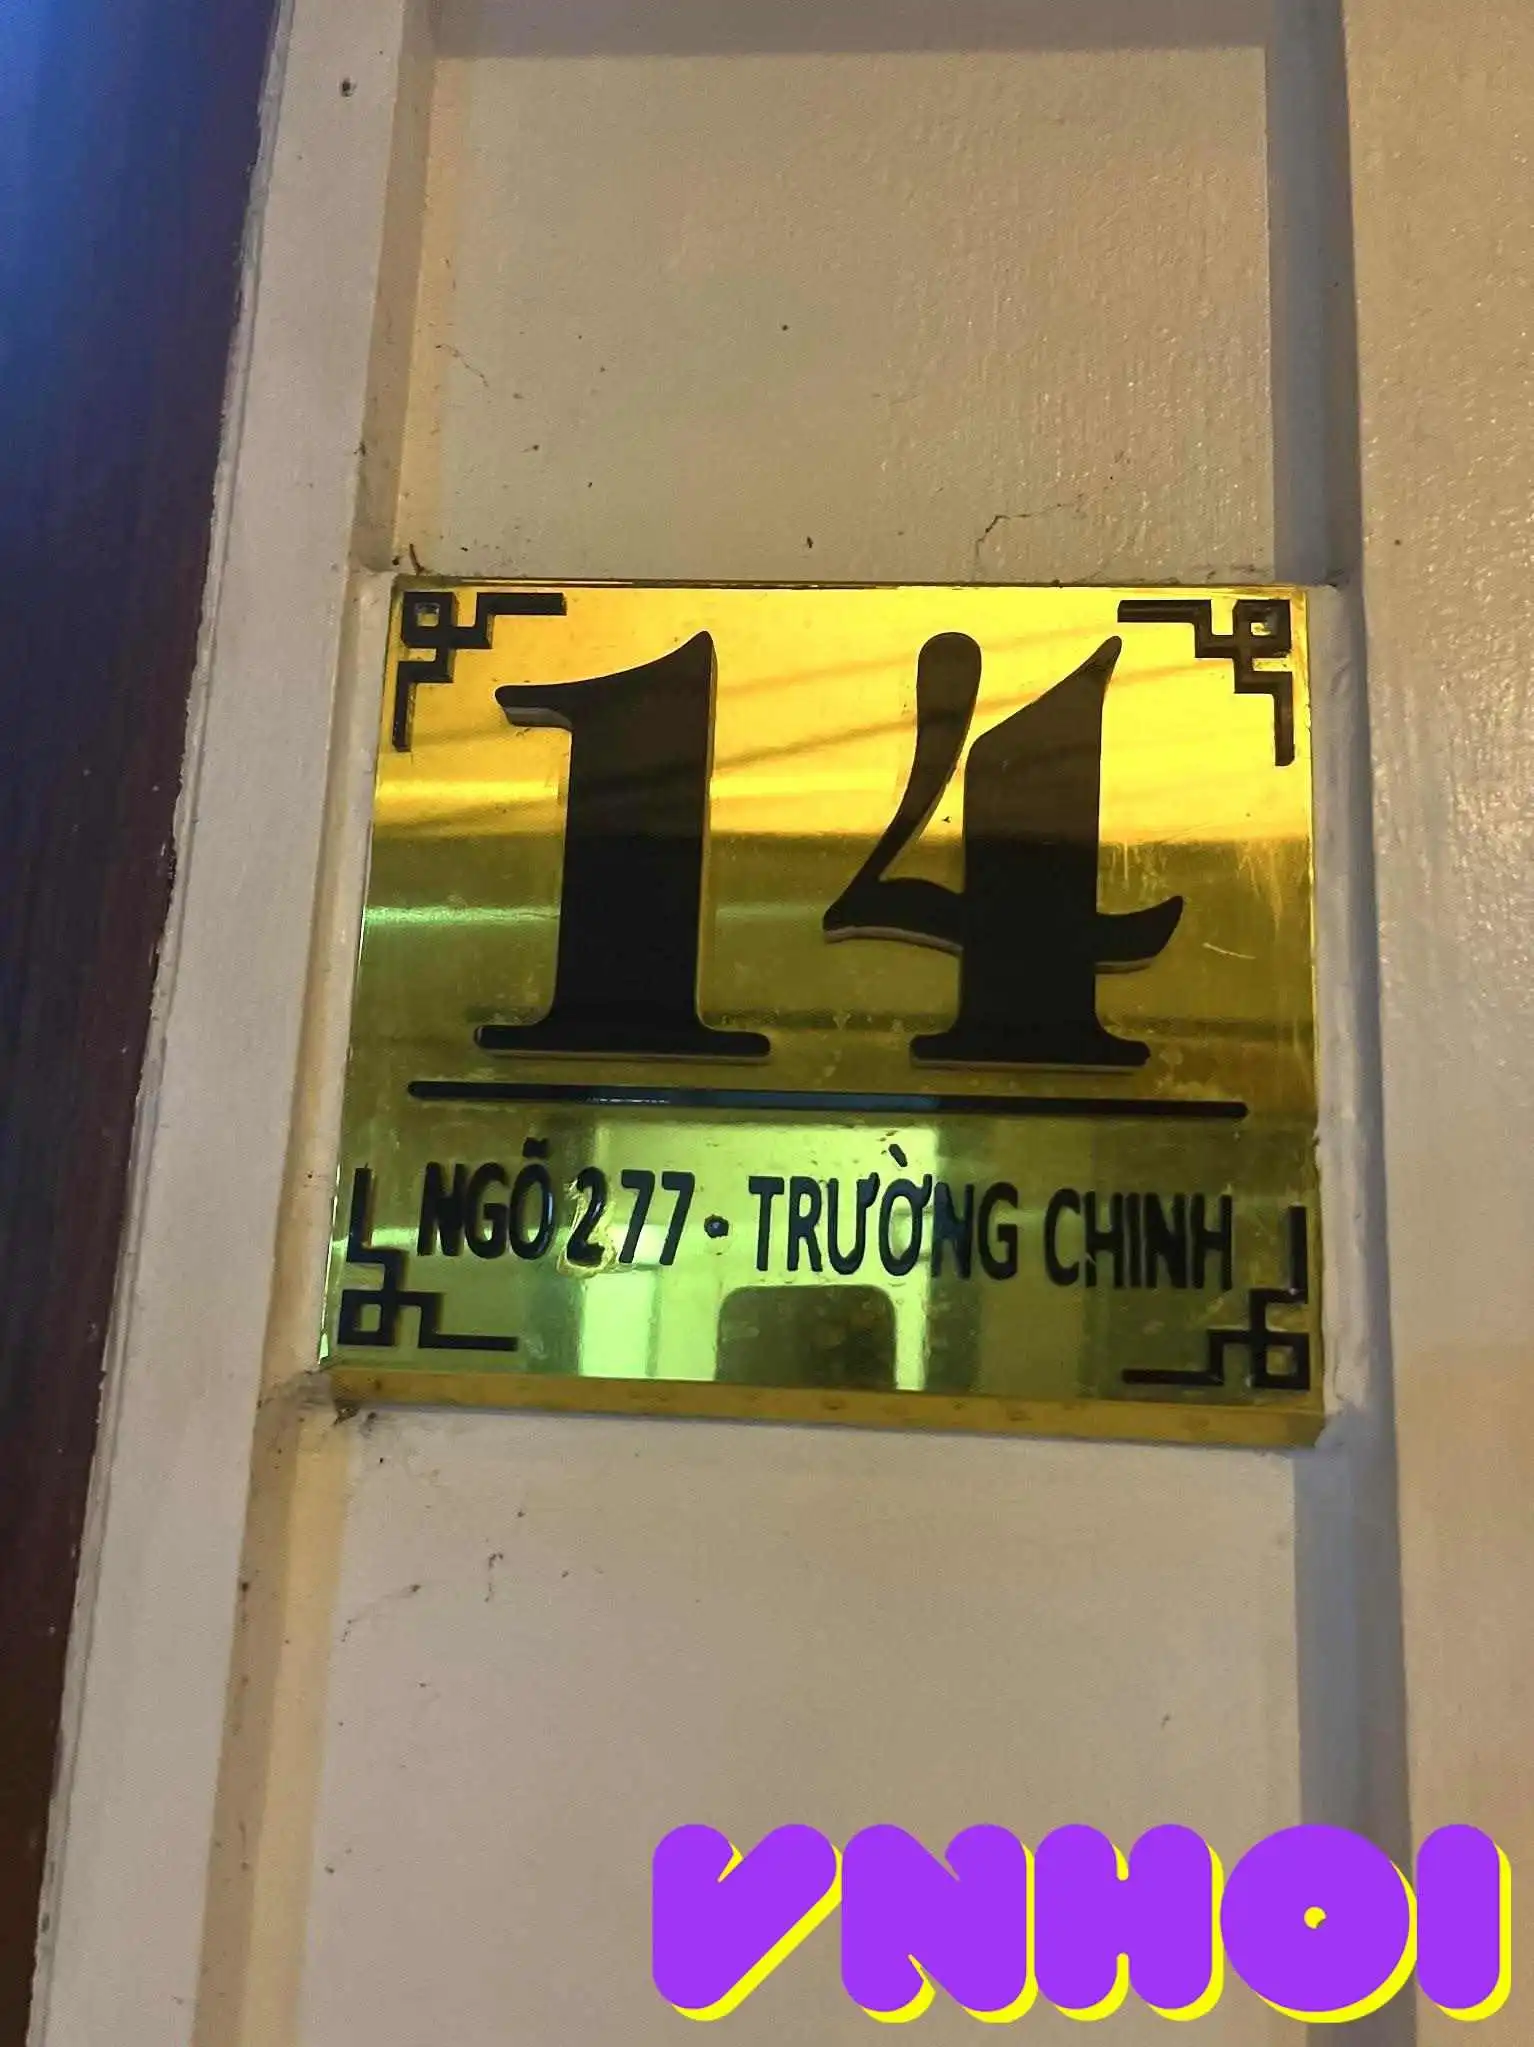 14
NGÕ 277 • TRƯỜNG CHINH
VNHOI